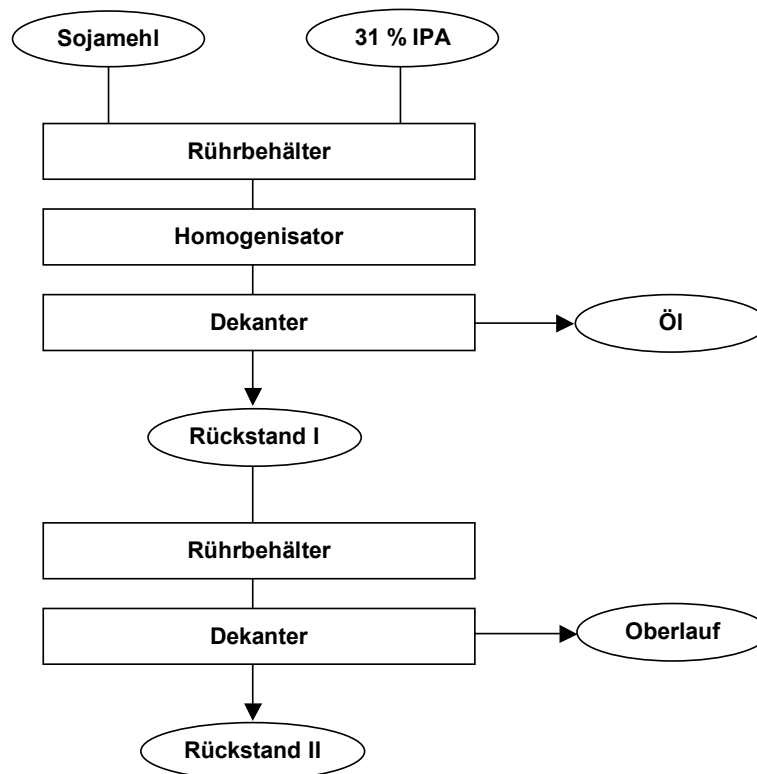 Sojamehl
31 % IPA
Rührbehälter
Homogenisator
Dekanter
Öl
Rückstand I
Rührbehälter
Dekanter
Oberlauf
Rückstand II